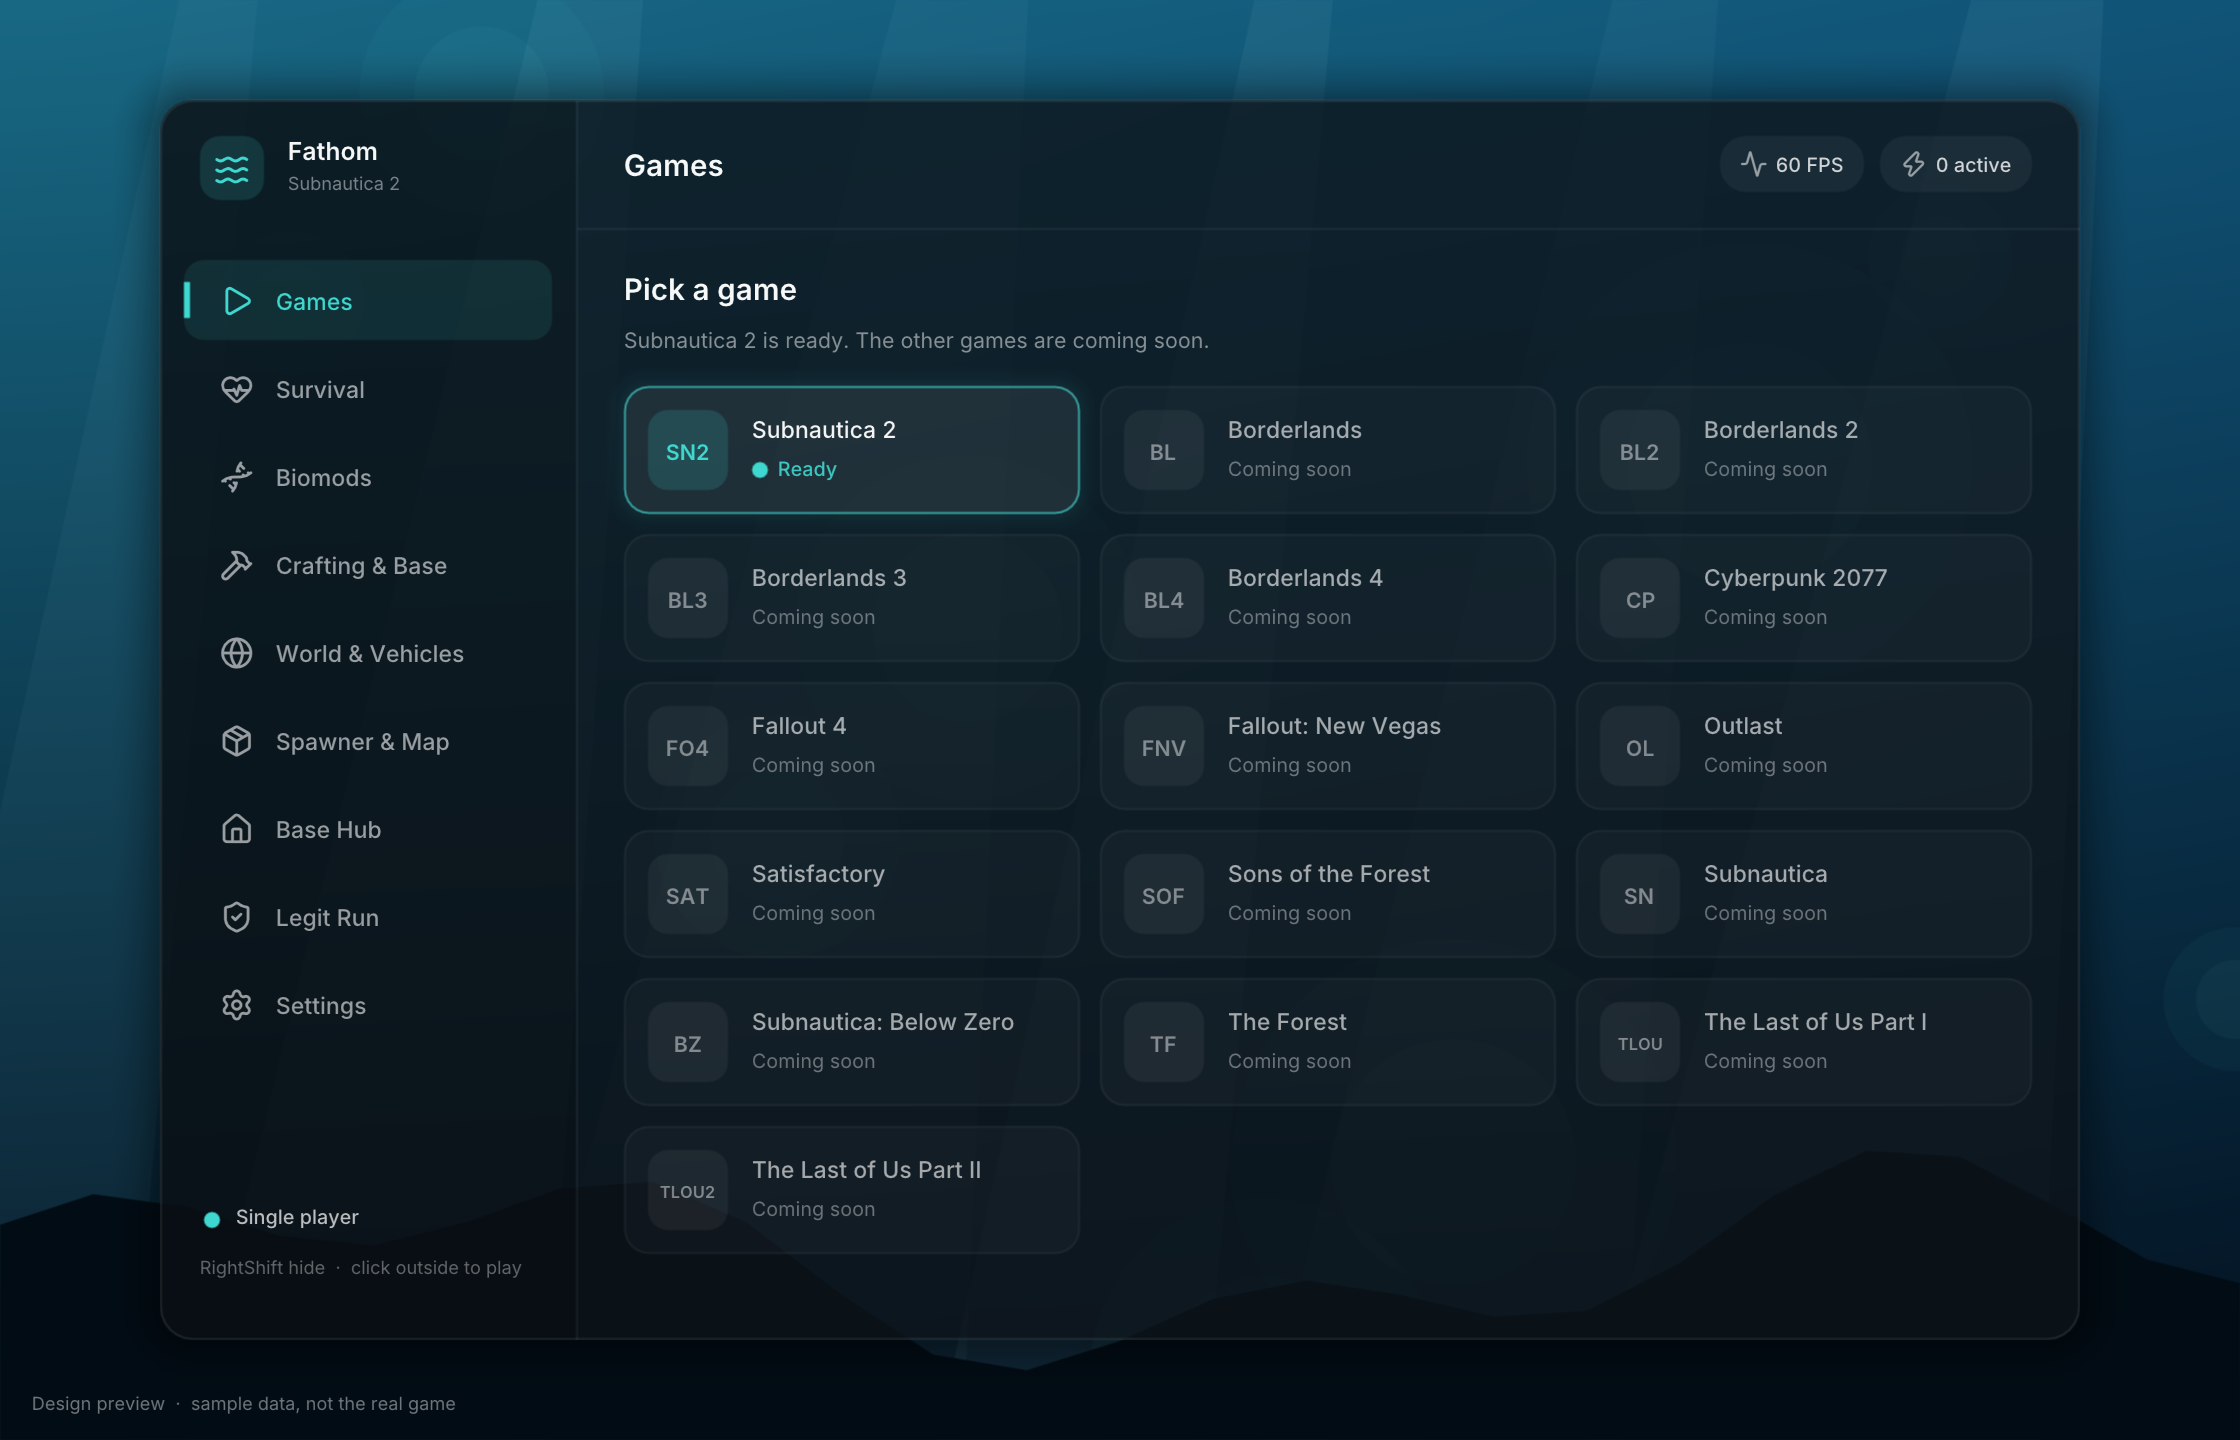 Fathom
Subnautica 2
Games
60 FPS
0 active
Games
Survival
Biomods
Crafting & Base
World & Vehicles
Spawner & Map
Base Hub
Legit Run
Settings
Single player
RightShift hide · click outside to play
Pick a game
Subnautica 2 is ready. The other games are coming soon.
SN2
Subnautica 2
Ready
BL
Borderlands
Coming soon
BL2
Borderlands 2
Coming soon
BL3
Borderlands 3
Coming soon
BL4
Borderlands 4
Coming soon
CP
Cyberpunk 2077
Coming soon
FO4
Fallout 4
Coming soon
FNV
Fallout: New Vegas
Coming soon
OL
Outlast
Coming soon
SAT
Satisfactory
Coming soon
SOF
Sons of the Forest
Coming soon
SN
Subnautica
Coming soon
BZ
Subnautica: Below Zero
Coming soon
TF
The Forest
Coming soon
TLOU
The Last of Us Part I
Coming soon
TLOU2
The Last of Us Part II
Coming soon
Design preview · sample data, not the real game